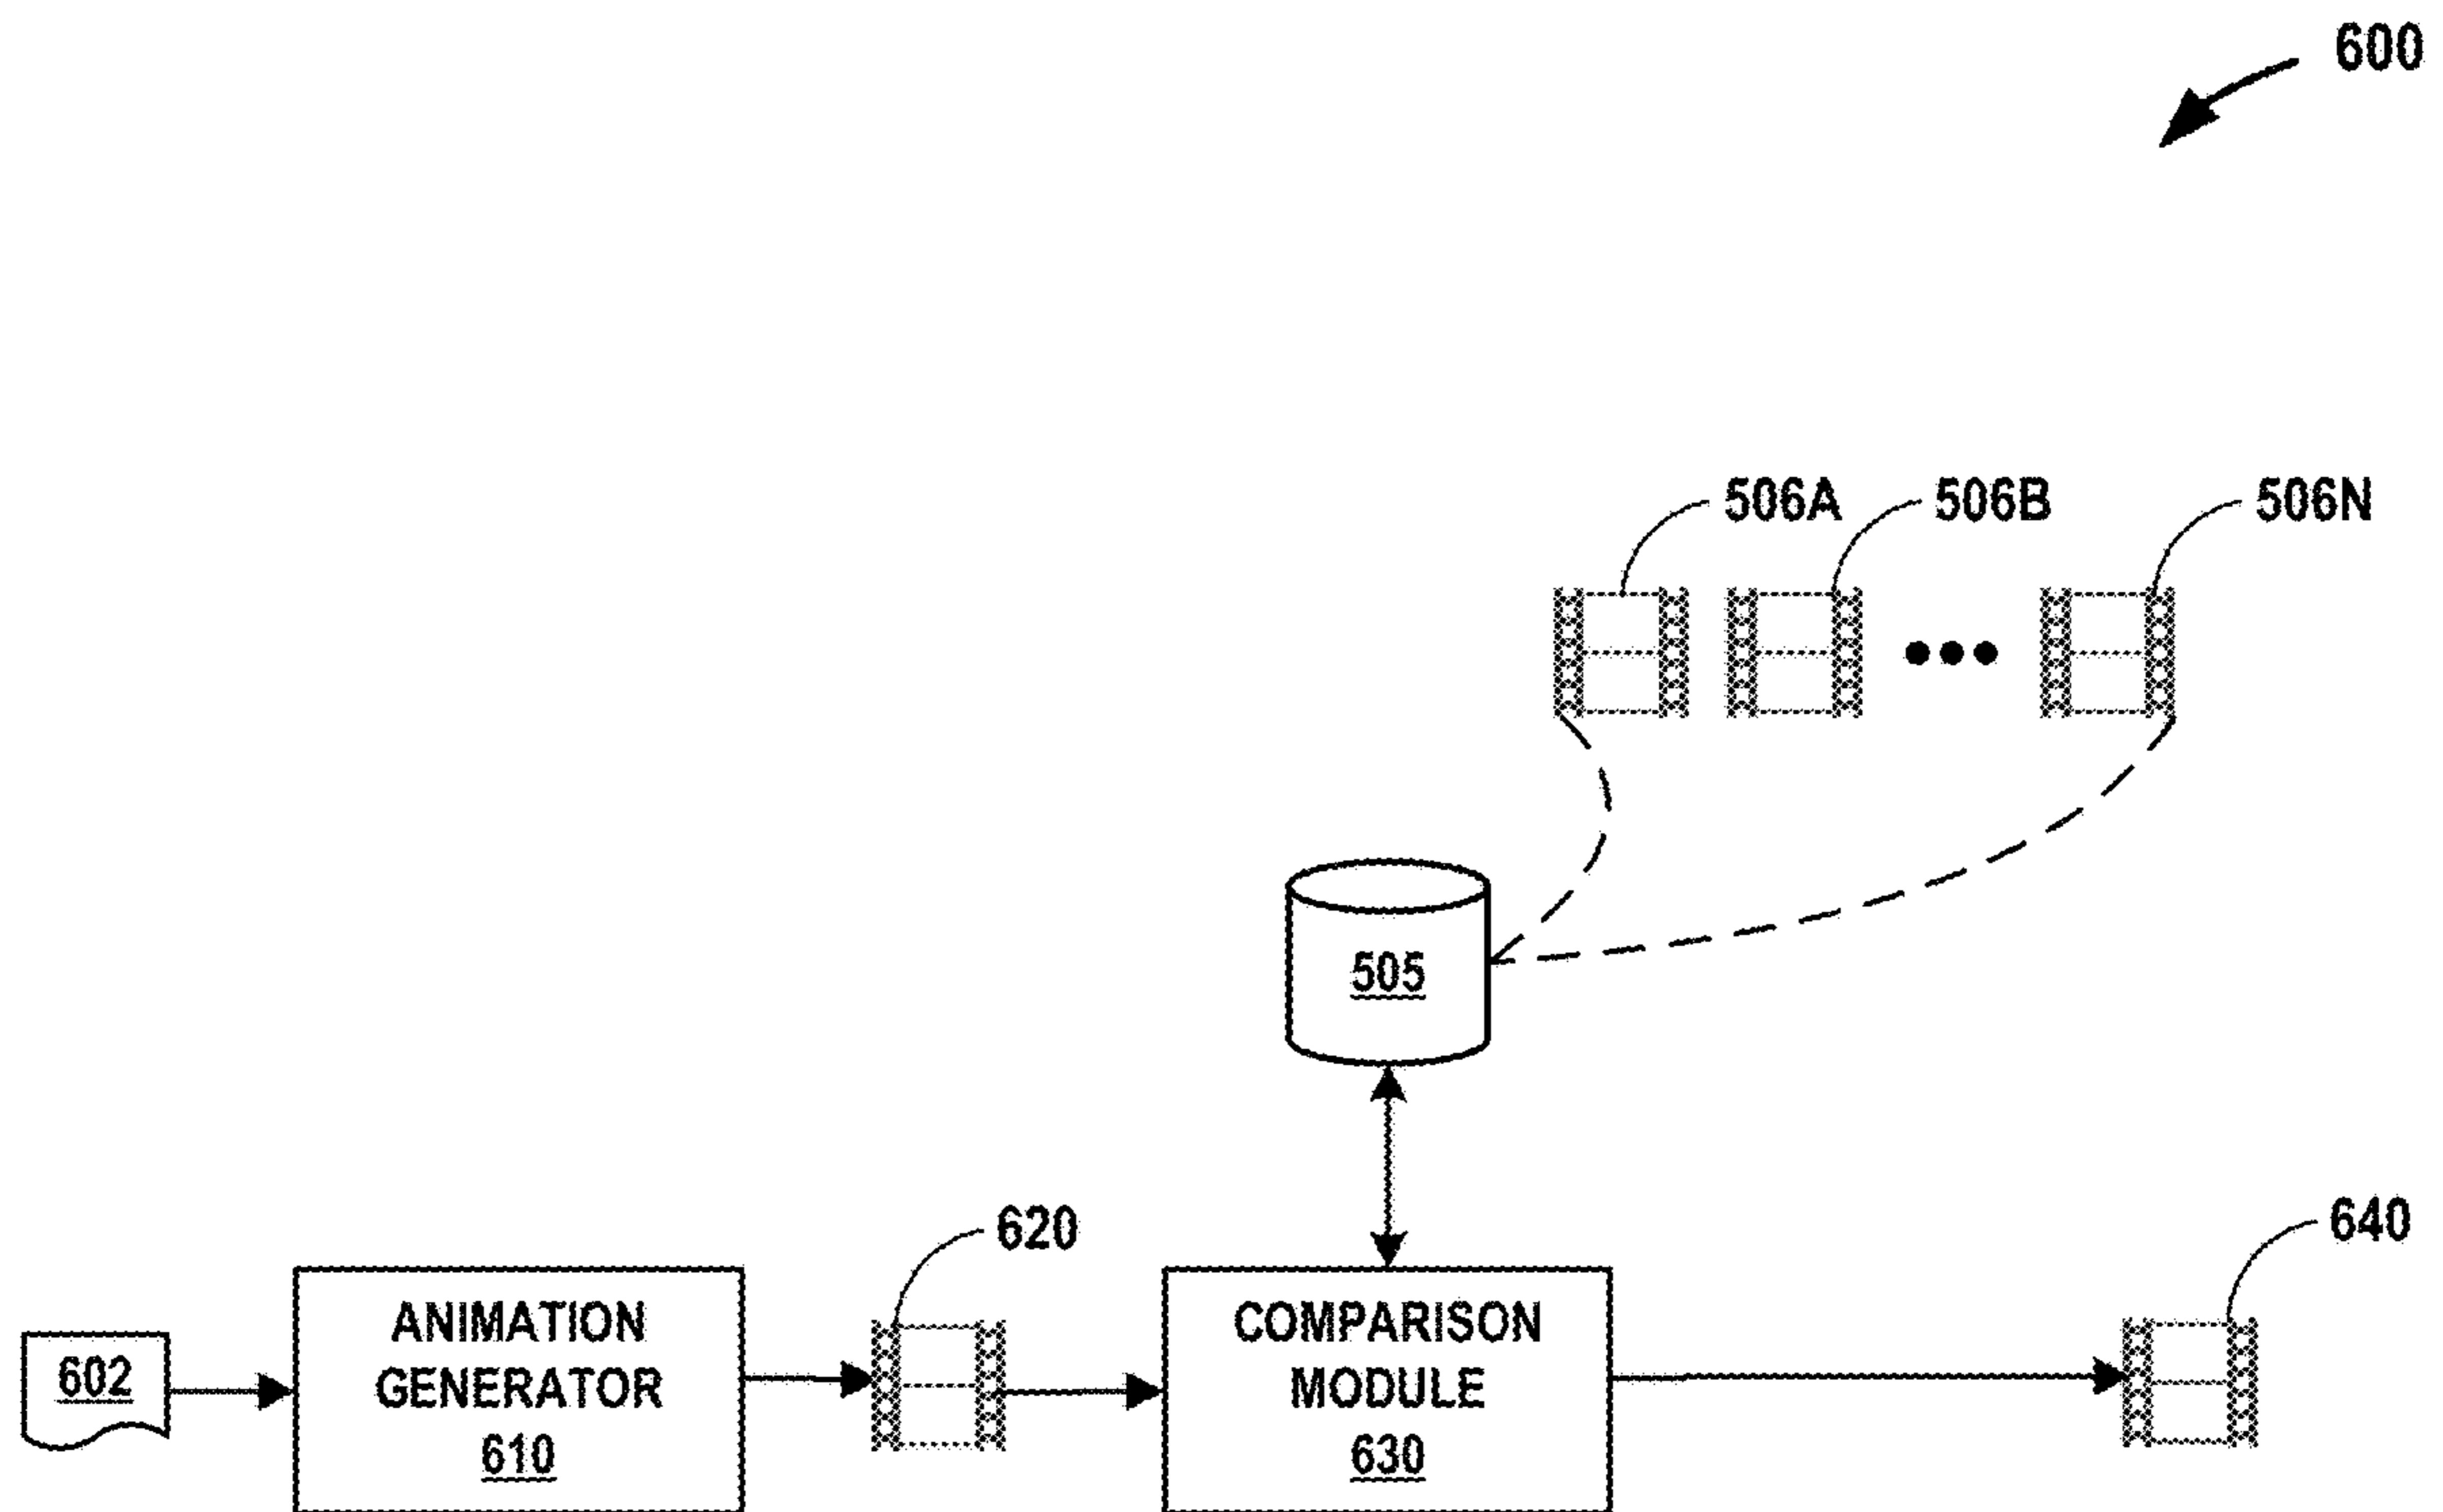 600
506A
506B
506N
505
620
640
602
ANIMATION
GENERATOR
610
COMPARISON
MODULE
630